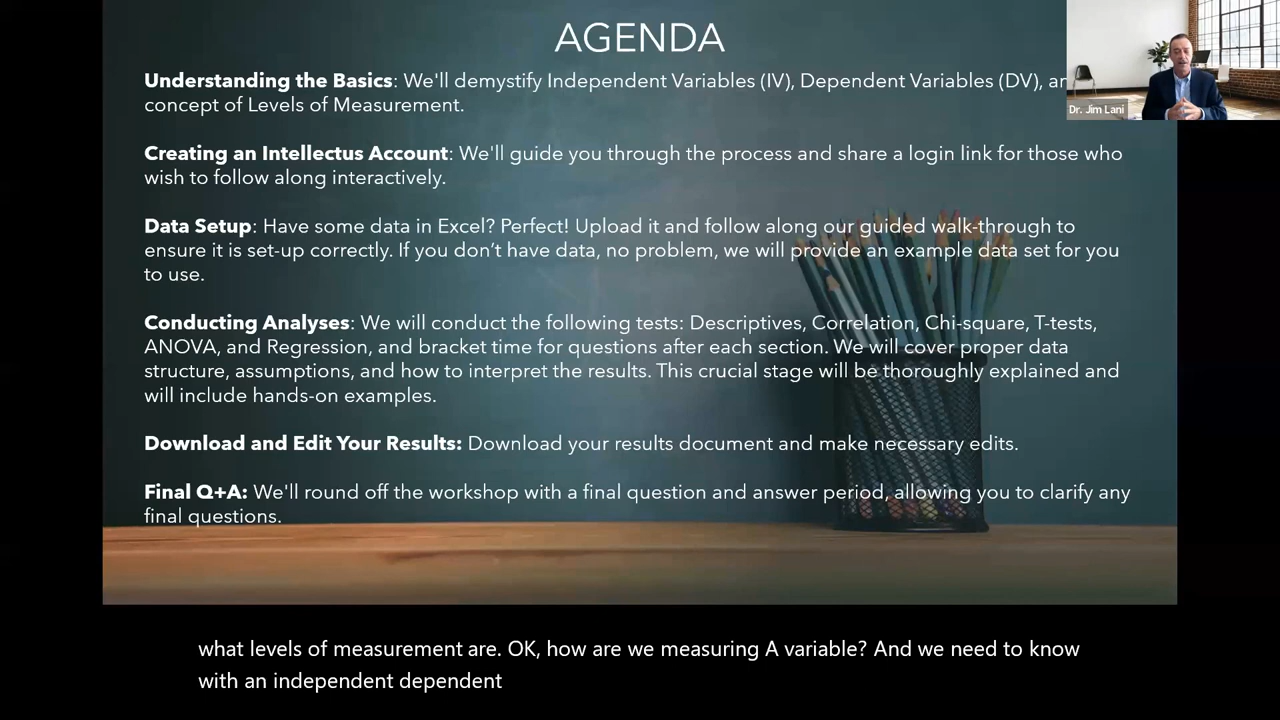 AGENDA
Understanding the Basics: We'll demystify Independent Variables (IV), Dependent Variables (DV),
concept of Levels of Measurement.
Creating an Intellectus Account: We'll guide you through the process and share a login link for those who
wish to follow along interactively.
Data Setup: Have some data in Excel? Perfect! Upload it and follow along our guided walk-through to
ensure it is set-up correctly. If you don’t have data, no problem, we will provide an example data set for you
to use.
Conducting Analyses: We will conduct the following tests: Descriptives, Correlation, Chi-square, T-tests,
ANOVA, and Regression, and bracket time for questions after each section. We will cover proper data
structure, assumptions, and how to interpret the results. This crucial stage will be thoroughly explained and
will include hands-on examples.
Download and Edit Your Results: Download your results document and make necessary edits.
Final Q+A: We'll round off the workshop with a final question and answer period, allowing you to clarify any
final questions.
Dr. Jim Lani
what levels of measurement are. OK, how are we measuring A variable? And we need to know
with an independent dependent